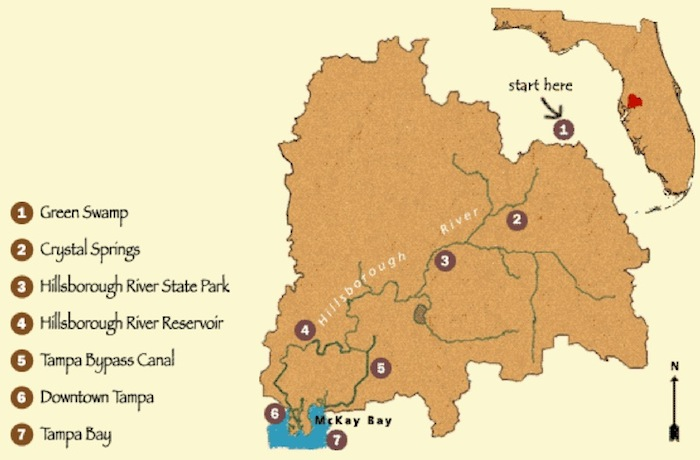 start here
1
1 Green Swamp
2 Crystal Springs
3 Hillsborough River State Park
4 Hillsborough River Reservoir
5 Tampa Bypass Canal
6 Downtown Tampa
7 Tampa Bay
Hillsborough River
2
3
4
5
6
McKay Bay
7
N